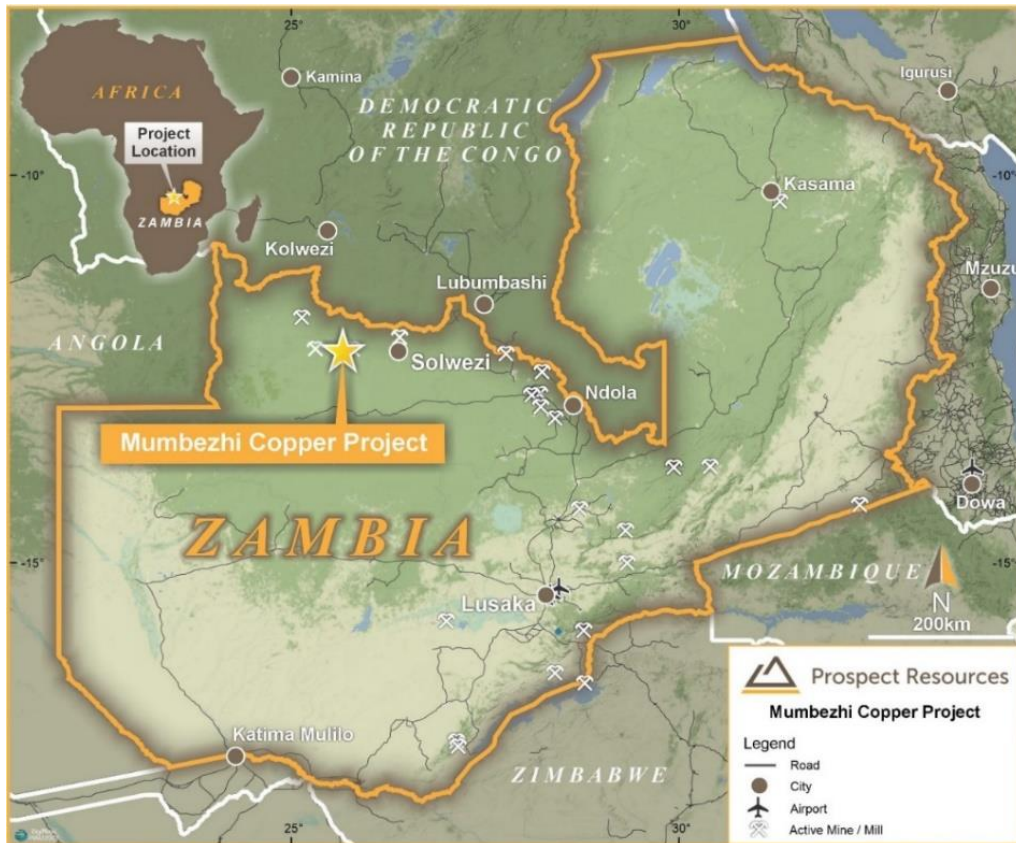 25°
30°
AFRICA
Project
Location
ZAMBIA
Kamina
DEMOCRATIC
REPUBLIC
OF THE CONGO
Igurusi
-10°
-10°
Kasama
Kolwezi
Lubumbashi
Mzuzu
ANGOLA
Solwezi
Ndola
Mumbezhi Copper Project
ZAMBIA
Dowa
-15°
-15°
MOZAMBIQUE
N
200km
Lusaka
Katima Mulilo
ZIMBABWE
25°
30°
Prospect Resources
Mumbezhi Copper Project
Legend
Road
City
Airport
Active Mine / Mill